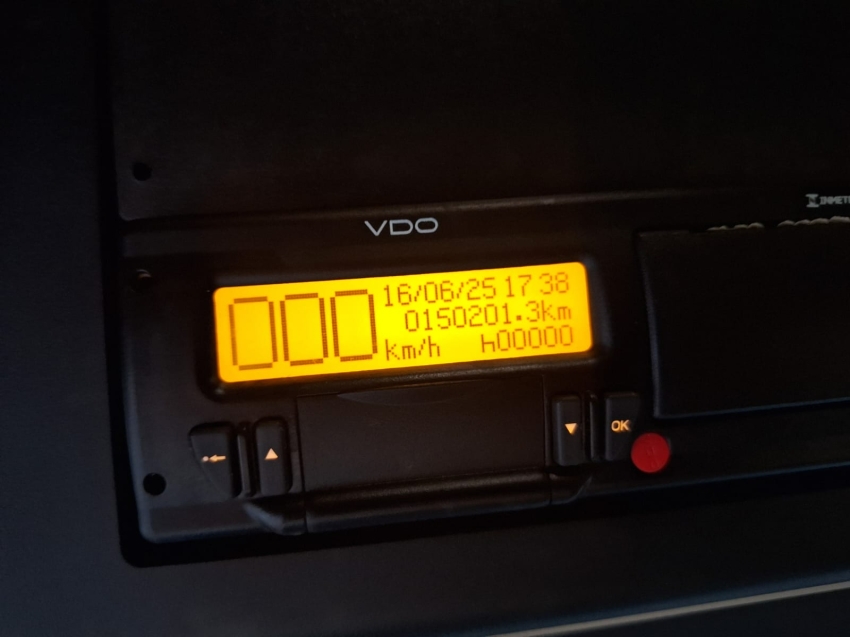 VDO
000 16/06/25 17 38
0150201.3km
km/h h00000
OK